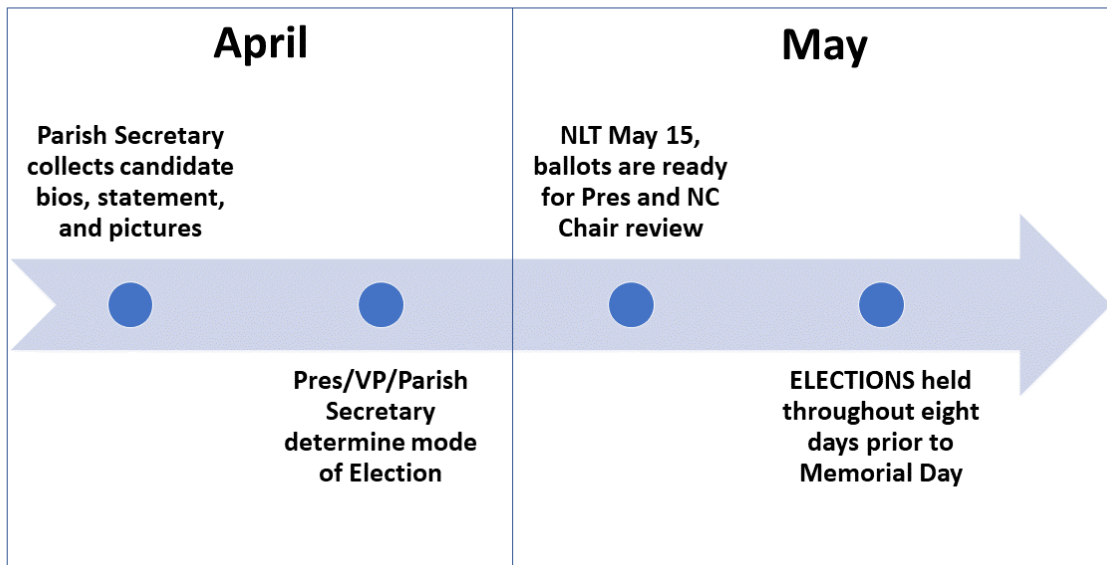 April
Parish Secretary
collects candidate
bios, statement,
and pictures
Pres/VP/Parish
Secretary
determine mode
of Election
May
NLT May 15,
ballots are ready
for Pres and NC
Chair review
ELECTIONS held
throughout eight
days prior to
Memorial Day